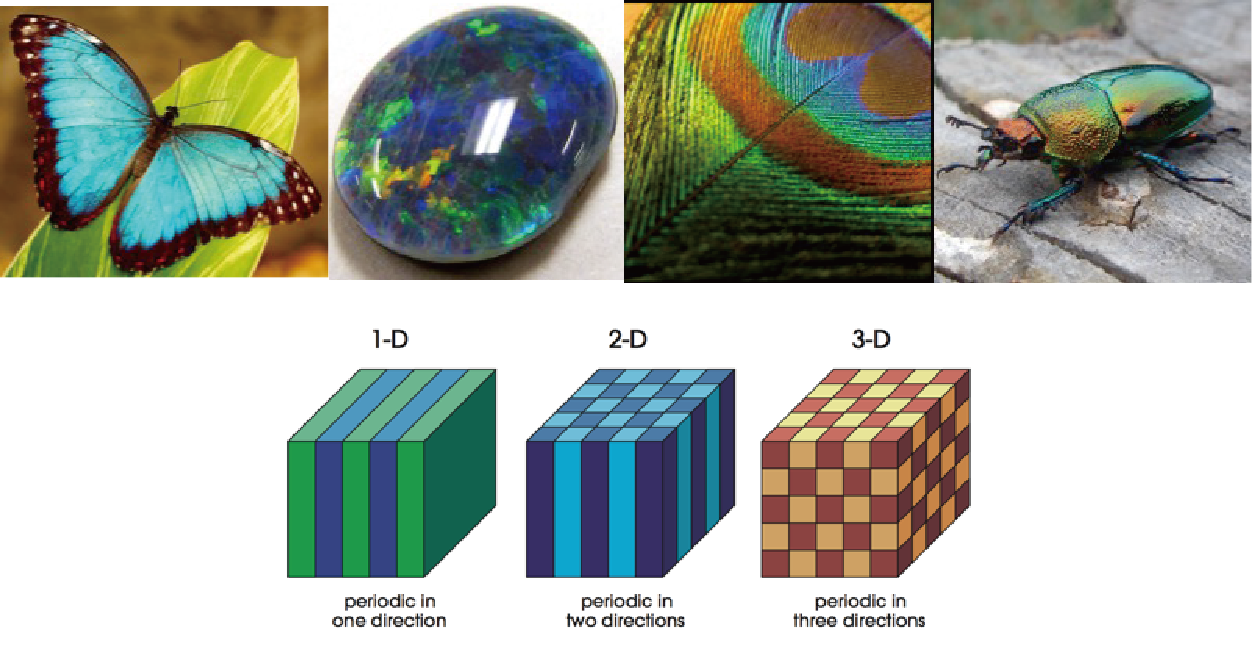 1-D
2-D
3-D
periodic in
one direction
periodic in
two directions
periodic in
three directions